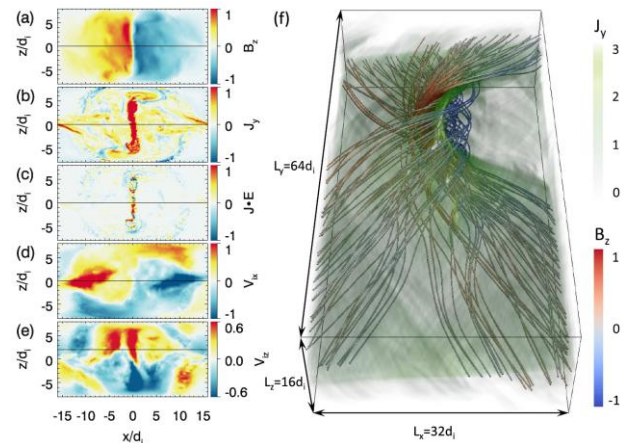 (a)
z/d_i
5
0
-5
B_z
1
0
-1
(b)
z/d_i
5
0
-5
J_y
1
0
-1
(c)
z/d_i
5
0
-5
J•E
1
0
-1
(d)
z/d_i
5
0
-5
V_ix
1
0
-1
(e)
z/d_i
5
0
-5
V_iz
0.6
0.0
-0.6
-15 -10 -5 0 5 10 15
x/d_i
(f)
L_y=64d_i
L_z=16d_i
L_x=32d_i
J_y
3
2
1
0
B_z
1
0
-1